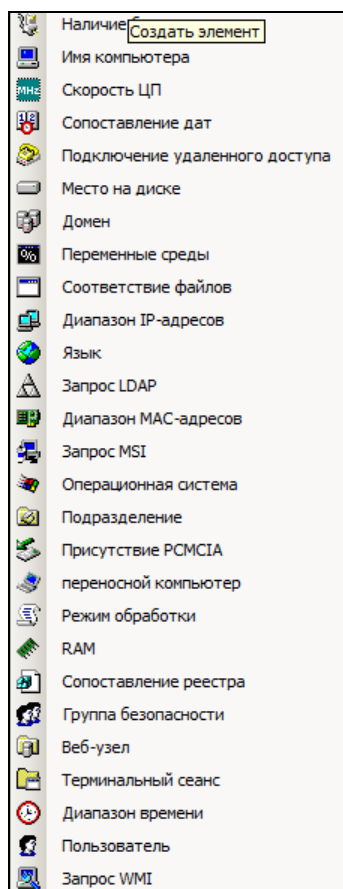 Наличие
Создать элемент
Имя компьютера
MHz
Скорость ЦП
12
Сопоставление дат
Подключение удаленного доступа
Место на диске
Домен
%
Переменные среды
Соответствие файлов
Диапазон IP-адресов
Язык
Запрос LDAP
Диапазон MAC-адресов
Запрос MSI
Операционная система
Подразделение
Присутствие PCMCIA
переносной компьютер
Режим обработки
RAM
Сопоставление реестра
Группа безопасности
Веб-узел
Терминальный сеанс
Диапазон времени
Пользователь
Запрос WMI